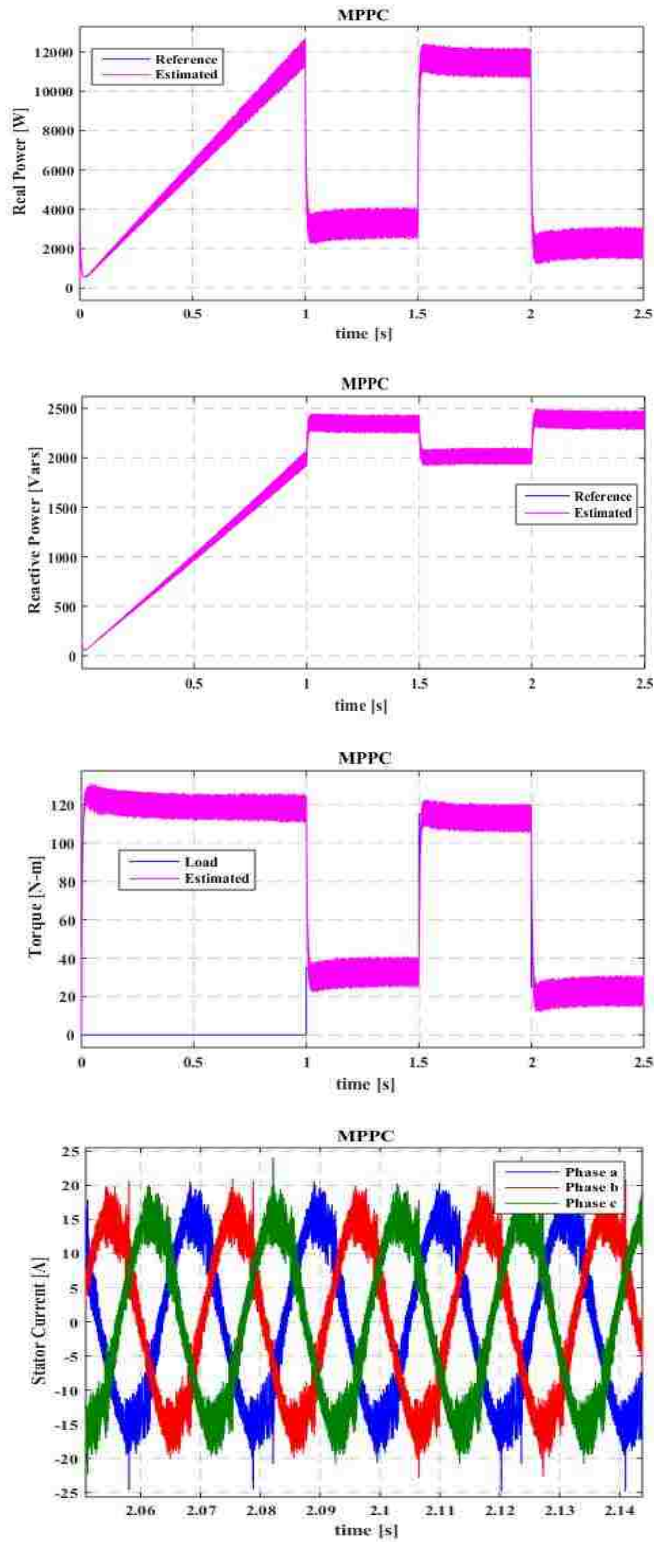 MPPC
12000
10000
8000
6000
4000
2000
0
Real Power [W]
Reference
Estimated
0 0.5 1 1.5 2 2.5
time [s]
MPPC
2500
2000
1500
1000
500
0
Reactive Power [Vars]
Reference
Estimated
0.5 1 1.5 2 2.5
time [s]
MPPC
120
100
80
60
40
20
0
Torque [N-m]
Load
Estimated
0 0.5 1 1.5 2 2.5
time [s]
MPPC
25
20
15
10
5
0
-5
-10
-15
-20
-25
Stator Current [A]
Phase a
Phase b
Phase c
2.06 2.07 2.08 2.09 2.1 2.11 2.12 2.13 2.14
time [s]